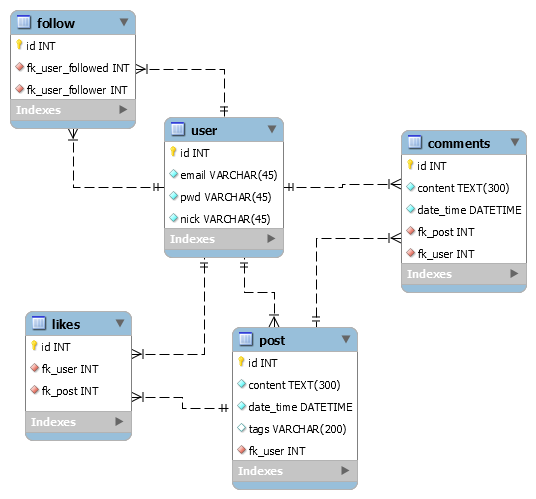 follow
id INT
fk_user_followed INT
fk_user_follower INT
Indexes
user
id INT
email VARCHAR(45)
pwd VARCHAR(45)
nick VARCHAR(45)
Indexes
comments
id INT
content TEXT(300)
date_time DATETIME
fk_post INT
fk_user INT
Indexes
likes
id INT
fk_user INT
fk_post INT
Indexes
post
id INT
content TEXT(300)
date_time DATETIME
tags VARCHAR(200)
fk_user INT
Indexes